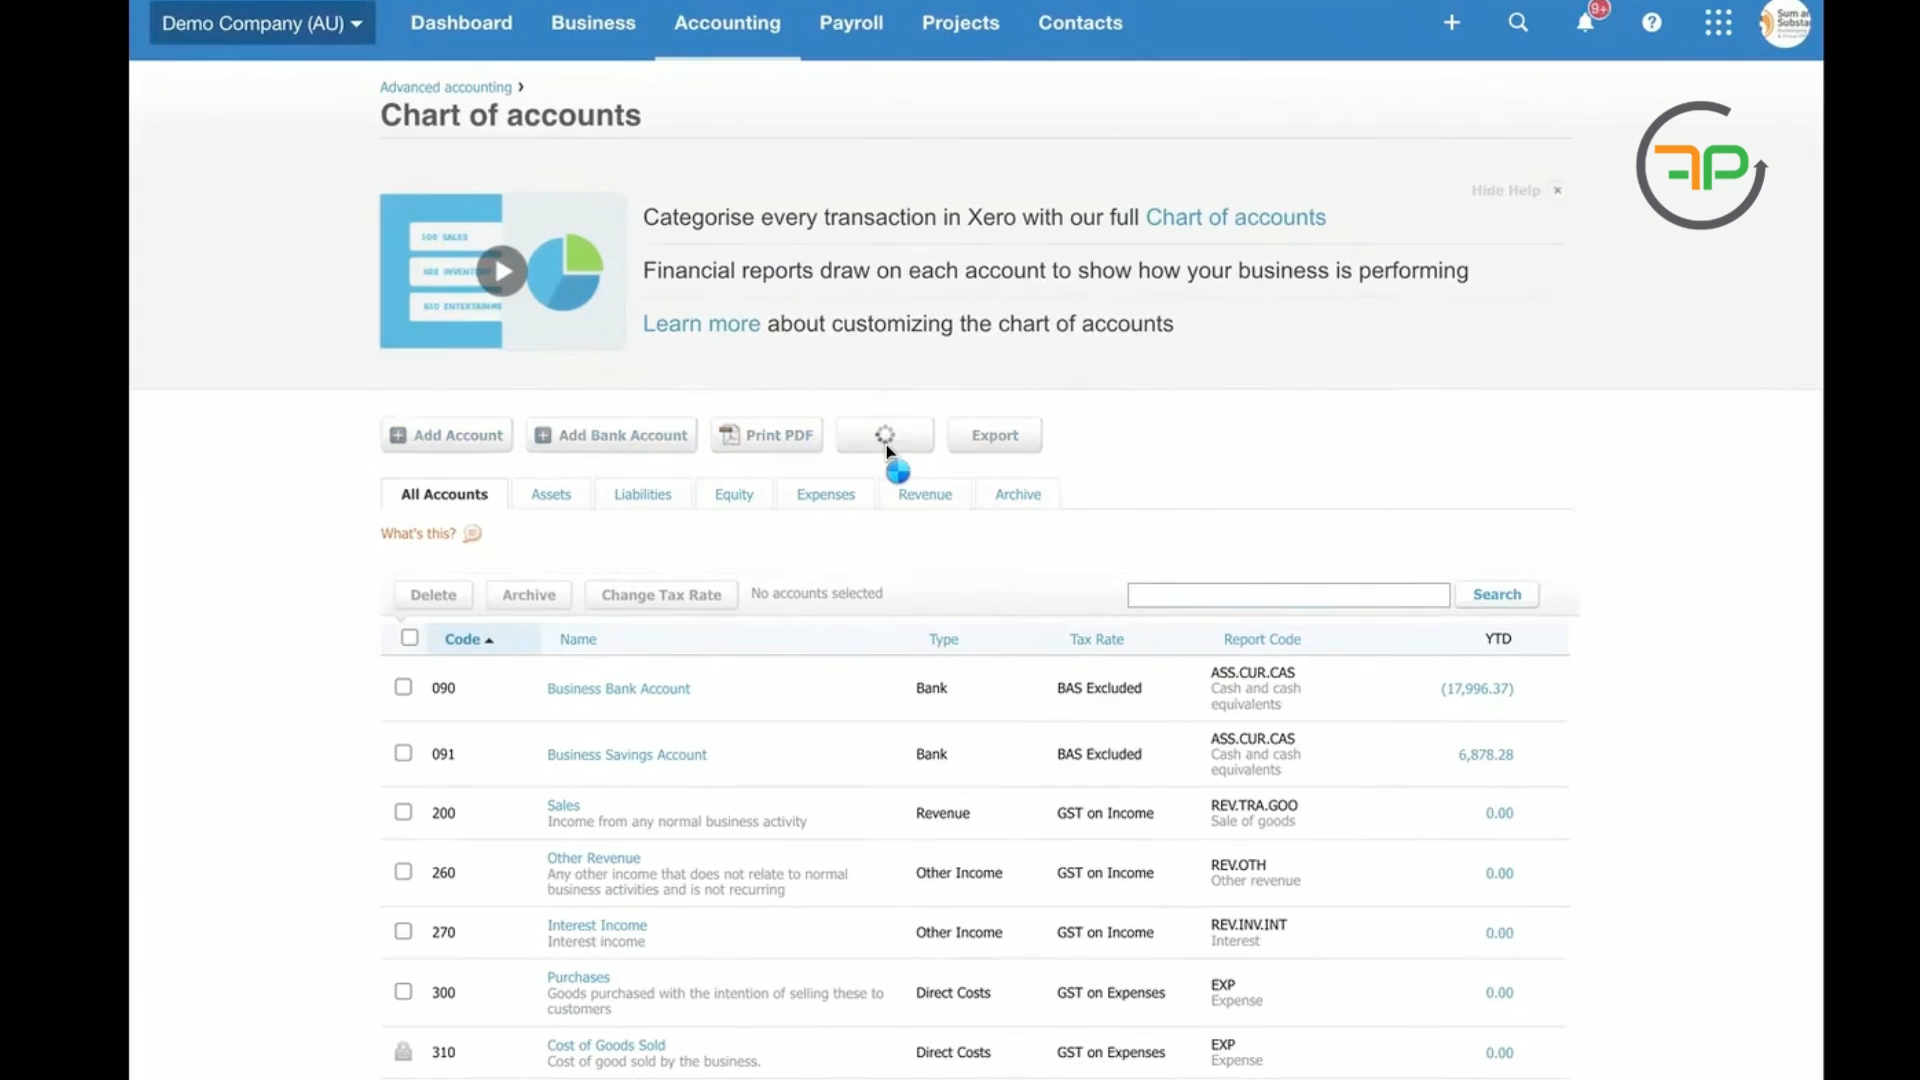 Demo Company (AU)
Dashboard
Business
Accounting
Payroll
Projects
Contacts
9+
Advanced accounting ›
Chart of accounts
Hide Help ×
100 SALES
Categorise every transaction in Xero with our full Chart of accounts
Financial reports draw on each account to show how your business is performing
Learn more about customizing the chart of accounts
FP
Add Account
Add Bank Account
Print PDF
Export
All Accounts
Assets
Liabilities
Equity
Expenses
Revenue
Archive
What's this?
Delete
Archive
Change Tax Rate
No accounts selected
Search
Code Name Type Tax Rate Report Code YTD
090 Business Bank Account Bank BAS Excluded ASS.CUR.CAS (17,996.37)
Cash and cash
equivalents
091 Business Savings Account Bank BAS Excluded ASS.CUR.CAS 6,878.28
Cash and cash
equivalents
200 Sales Revenue GST on Income REV.TRA.GOO 0.00
Income from any normal business activity Sale of goods
260 Other Revenue Other Income GST on Income REV.OTH 0.00
Any other income that does not relate to normal Other revenue
business activities and is not recurring
270 Interest Income Other Income GST on Income REV.INV.INT 0.00
Interest income Interest
300 Purchases Direct Costs GST on Expenses EXP 0.00
Goods purchased with the intention of selling these to Expense
customers
310 Cost of Goods Sold Direct Costs GST on Expenses EXP 0.00
Cost of good sold by the business. Expense